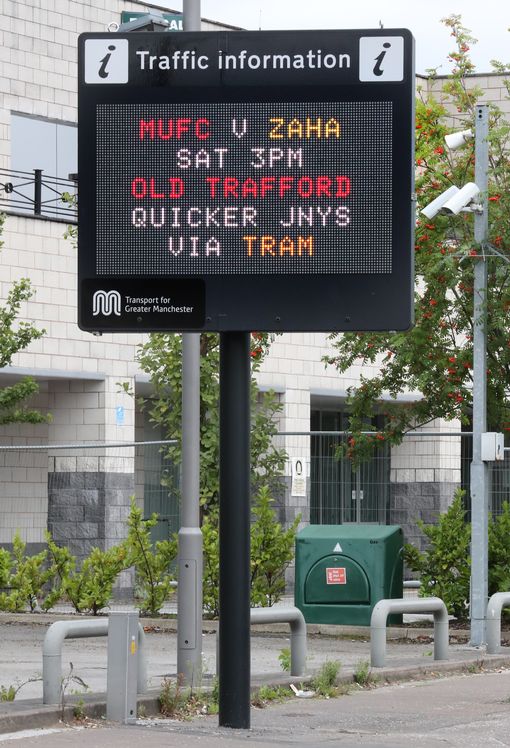 i Traffic information i
MUFC V ZAHA
SAT 3PM
OLD TRAFFORD
QUICKER JNYS
VIA TRAM
Transport for
Greater Manchester